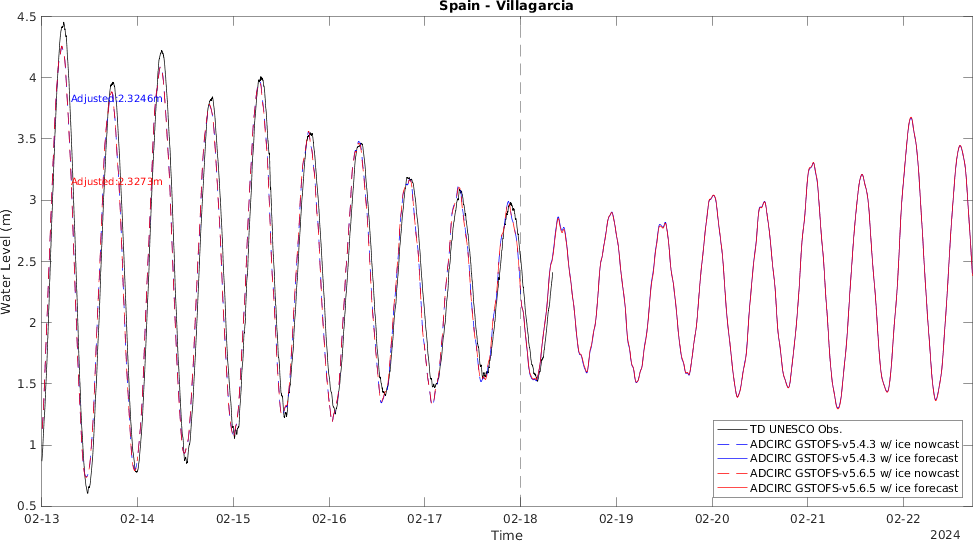 Spain - Villagarcia
4.5
4
3.5
3
2.5
2
1.5
1
0.5
Water Level (m)
Adjusted:2.3246m
Adjusted:2.3273m
TD UNESCO Obs.
ADCIRC GSTOFS-v5.4.3 w/ ice nowcast
ADCIRC GSTOFS-v5.4.3 w/ ice forecast
ADCIRC GSTOFS-v5.6.5 w/ ice nowcast
ADCIRC GSTOFS-v5.6.5 w/ ice forecast
02-13 02-14 02-15 02-16 02-17 02-18 02-19 02-20 02-21 02-22
Time
2024